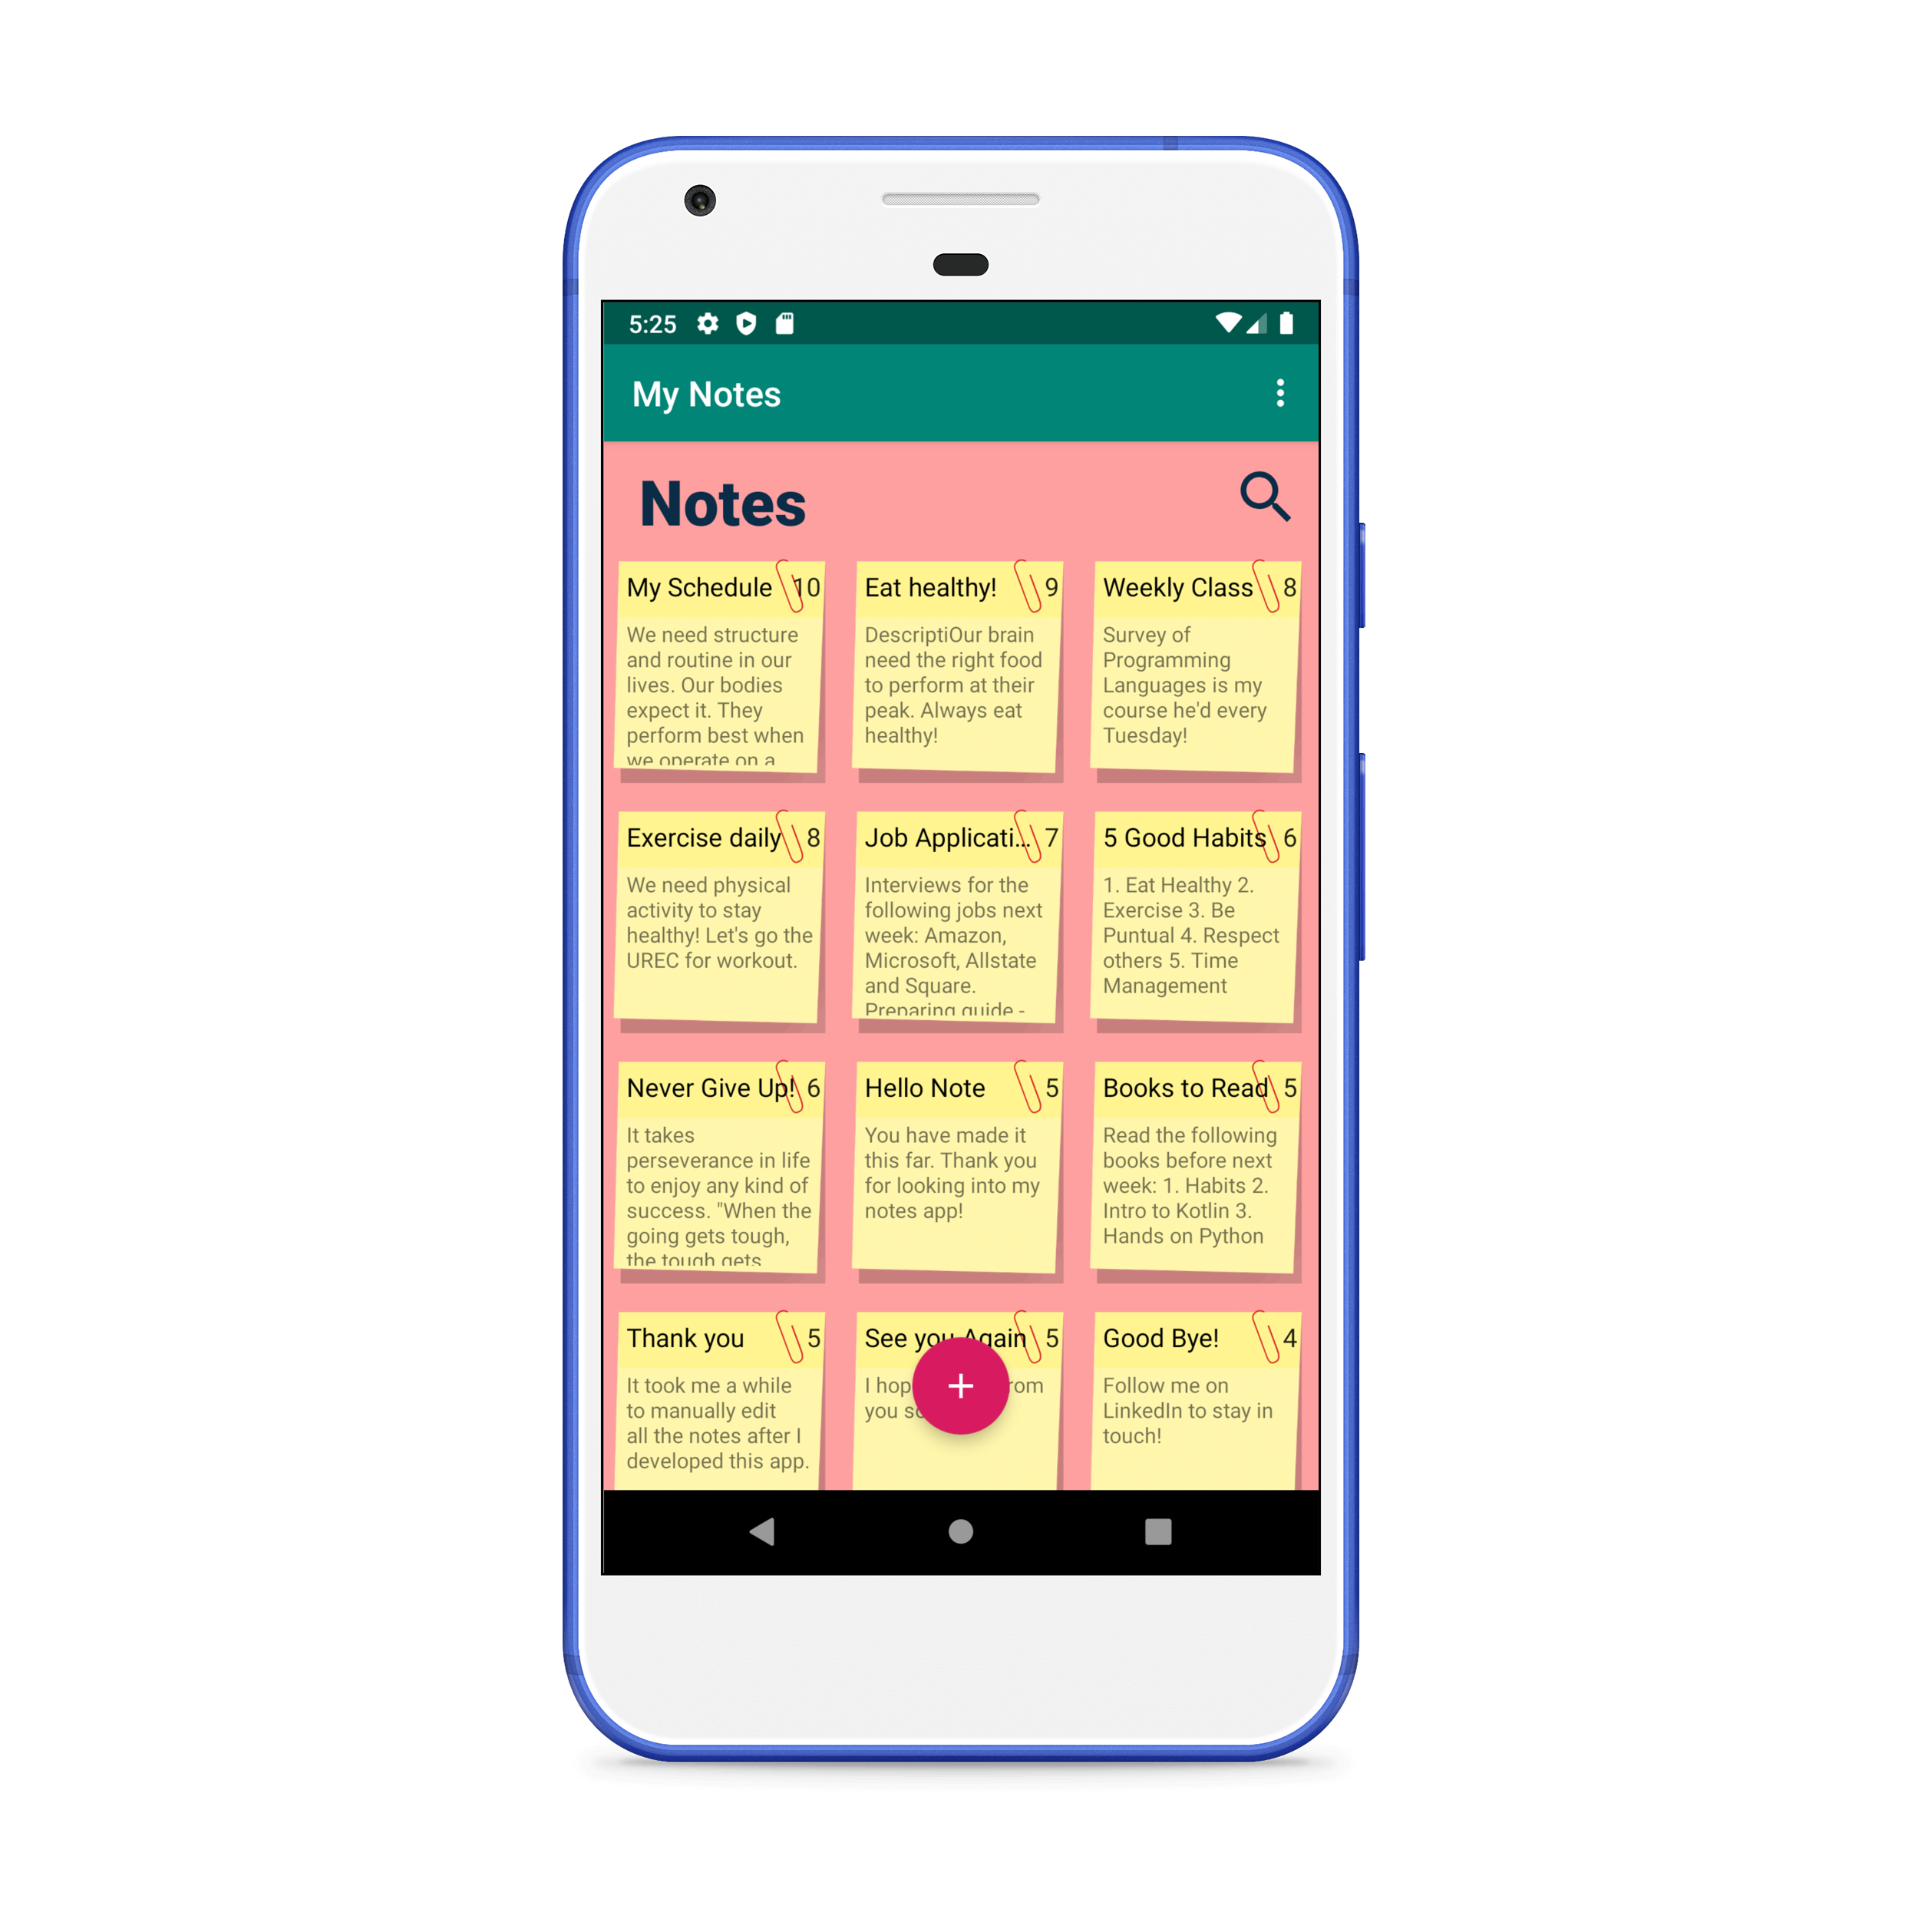 5:25
My Notes
Notes
My Schedule 10
We need structure
and routine in our
lives. Our bodies
expect it. They
perform best when
we operate on a
Eat healthy! 9
DescriptiOur brain
need the right food
to perform at their
peak. Always eat
healthy!
Weekly Class 8
Survey of
Programming
Languages is my
course he'd every
Tuesday!
Exercise daily 8
We need physical
activity to stay
healthy! Let's go the
UREC for workout.
Job Applicati... 7
Interviews for the
following jobs next
week: Amazon,
Microsoft, Allstate
and Square.
Preparing guide -
5 Good Habits 6
1. Eat Healthy 2.
Exercise 3. Be
Puntual 4. Respect
others 5. Time
Management
Never Give Up! 6
It takes
perseverance in life
to enjoy any kind of
success. "When the
going gets tough,
the tough gets
Hello Note 5
You have made it
this far. Thank you
for looking into my
notes app!
Books to Read 5
Read the following
books before next
week: 1. Habits 2.
Intro to Kotlin 3.
Hands on Python
Thank you 5
It took me a while
to manually edit
all the notes after I
developed this app.
See you Again 5
I
you
Good Bye! 4
Follow me on
LinkedIn to stay in
touch!